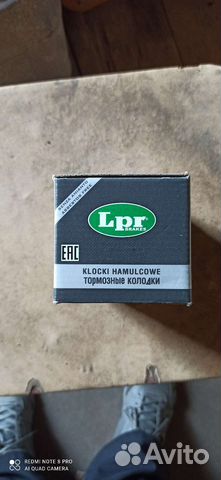 Lpr
BRAKES
EAC
KLOCKI HAMULCOWE
ТОРМОЗНЫЕ КОЛОДКИ
REDMI NOTE 8 PRO
AI QUAD CAMERA
Avito